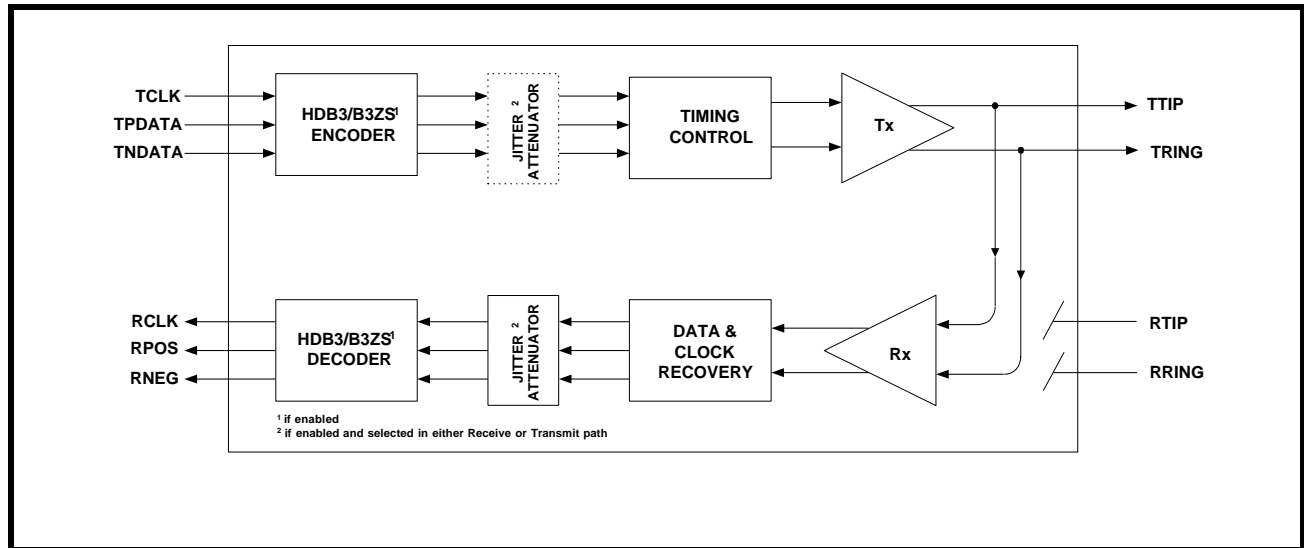 TCLK
TPDATA
TNDATA
HDB3/B3ZS¹
ENCODER
JITTER ²
ATTENUATOR
TIMING
CONTROL
Tx
TTIP
TRING
RCLK
RPOS
RNEG
HDB3/B3ZS¹
DECODER
JITTER ²
ATTENUATOR
DATA &
CLOCK
RECOVERY
Rx
RTIP
RRING
¹ if enabled
² if enabled and selected in either Receive or Transmit path